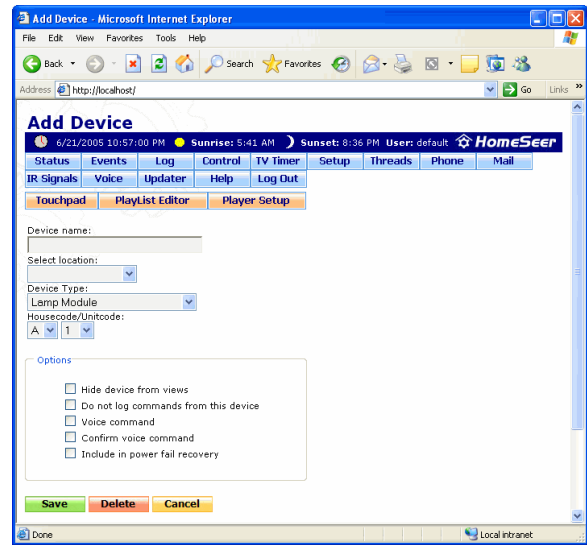 Add Device - Microsoft Internet Explorer
File Edit View Favorites Tools Help
Back Search Favorites
Address http://localhost/ Go Links »
Add Device
6/21/2005 10:57:00 PM Sunrise: 5:41 AM Sunset: 8:36 PM User: default HomeSeer
Status Events Log Control TV Timer Setup Threads Phone Mail
IR Signals Voice Updater Help Log Out
Touchpad PlayList Editor Player Setup
Device name:
Select location:
Device Type:
Lamp Module
Housecode/Unitcode:
A 1
Options
Hide device from views
Do not log commands from this device
Voice command
Confirm voice command
Include in power fail recovery
Save Delete Cancel
Done Local intranet